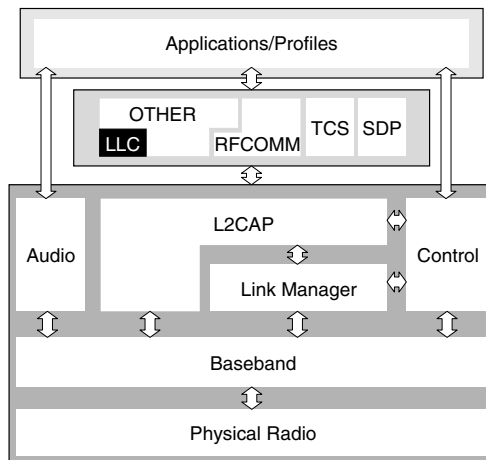 Applications/Profiles
OTHER
LLC
RFCOMM
TCS
SDP
Audio
L2CAP
Control
Link Manager
Baseband
Physical Radio